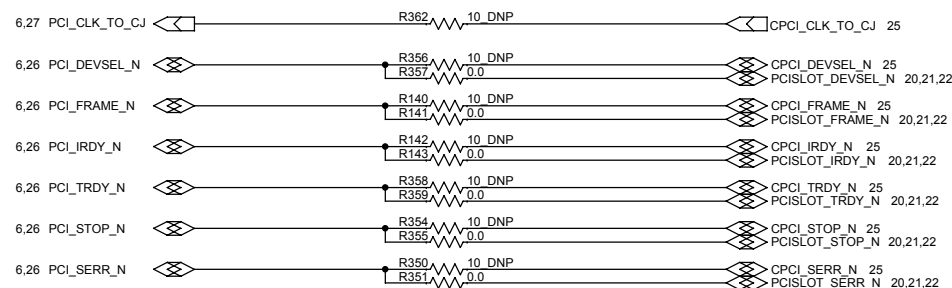 6,27 PCI_CLK_TO_CJ R362 10_DNP CPCI_CLK_TO_CJ 25
6,26 PCI_DEVSEL_N R356 10_DNP CPCI_DEVSEL_N 25
R357 0.0 PCISLOT_DEVSEL_N 20,21,22
6,26 PCI_FRAME_N R140 10_DNP CPCI_FRAME_N 25
R141 0.0 PCISLOT_FRAME_N 20,21,22
6,26 PCI_IRDY_N R142 10_DNP CPCI_IRDY_N 25
R143 0.0 PCISLOT_IRDY_N 20,21,22
6,26 PCI_TRDY_N R358 10_DNP CPCI_TRDY_N 25
R359 0.0 PCISLOT_TRDY_N 20,21,22
6,26 PCI_STOP_N R354 10_DNP CPCI_STOP_N 25
R355 0.0 PCISLOT_STOP_N 20,21,22
6,26 PCI_SERR_N R350 10_DNP CPCI_SERR_N 25
R351 0.0 PCISLOT_SERR_N 20,21,22